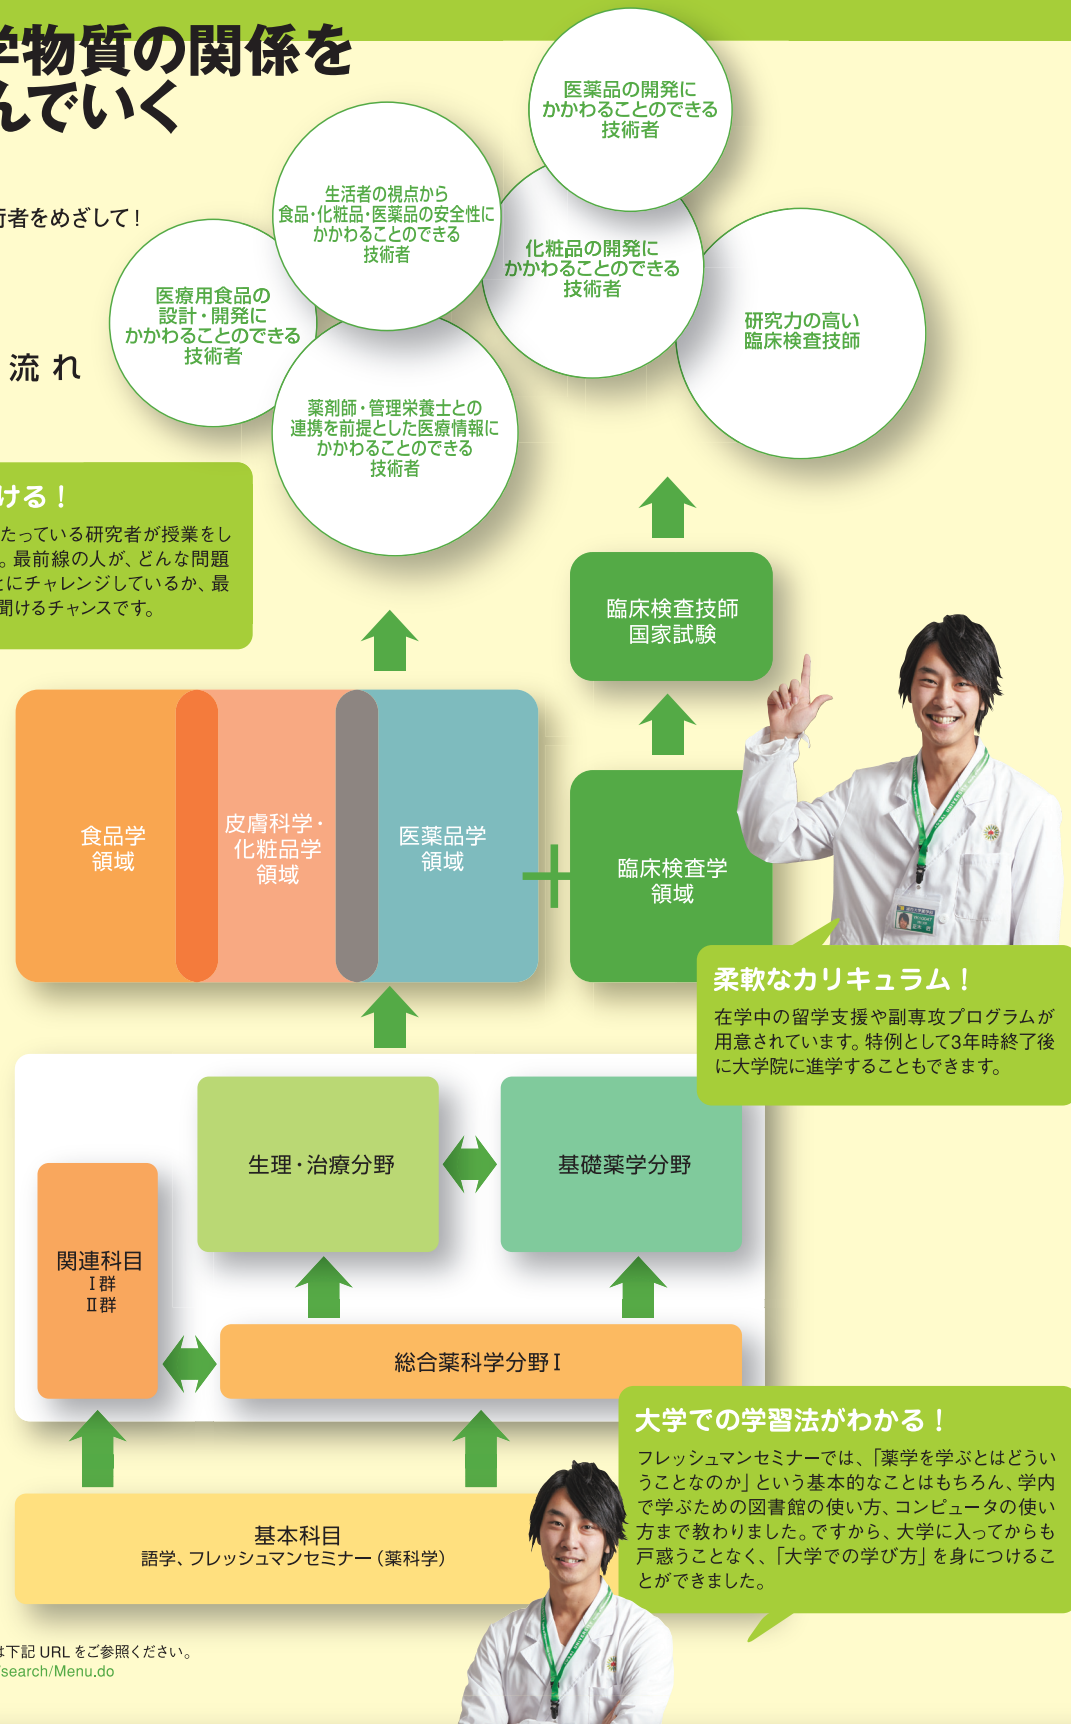 学物質の関係を
んでいく
術者をめざして！
流れ
医薬品の開発に
かかわることのできる
技術者
生活者の視点から
食品・化粧品・医薬品の安全性に
かかわることのできる
技術者
化粧品の開発に
かかわることのできる
技術者
医療用食品の
設計・開発に
かかわることのできる
技術者
研究力の高い
臨床検査技師
薬剤師・管理栄養士との
連携を前提とした医療情報に
かかわることのできる
技術者
ける！
たっている研究者が授業をし
。最前線の人が、どんな問題
とにチャレンジしているか、最
聞けるチャンスです。
臨床検査技師
国家試験
食品学
領域
皮膚科学・
化粧品学
領域
医薬品学
領域
+
臨床検査学
領域
柔軟なカリキュラム！
在学中の留学支援や副専攻プログラムが
用意されています。特例として3年時終了後
に大学院に進学することもできます。
生理・治療分野
基礎薬学分野
関連科目
Ⅰ群
Ⅱ群
総合薬科学分野Ⅰ
大学での学習法がわかる！
フレッシュマンセミナーでは、「薬学を学ぶとはどうい
うことなのか」という基本的なことはもちろん、学内
で学ぶための図書館の使い方、コンピュータの使い
方まで教わりました。ですから、大学に入ってからも
戸惑うことなく、「大学での学び方」を身につけるこ
とができました。
基本科目
語学、フレッシュマンセミナー（薬科学）
は下記 URL をご参照ください。
/search/Menu.do